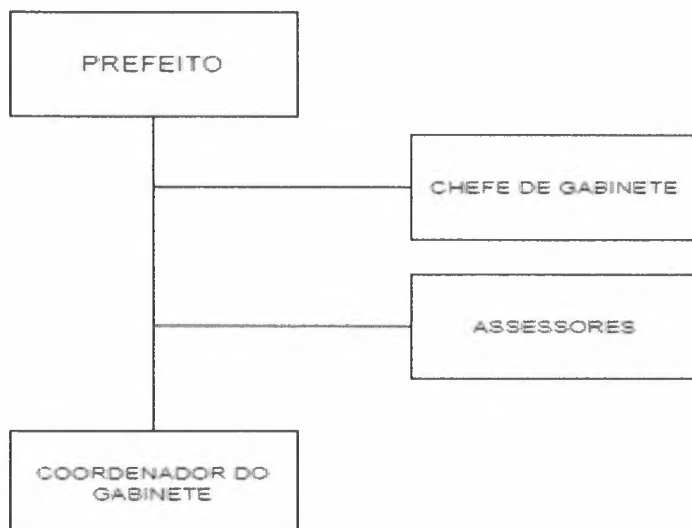 PREFEITO
CHEFE DE GABINETE
ASSESSORES
COORDENADOR DO
GABINETE